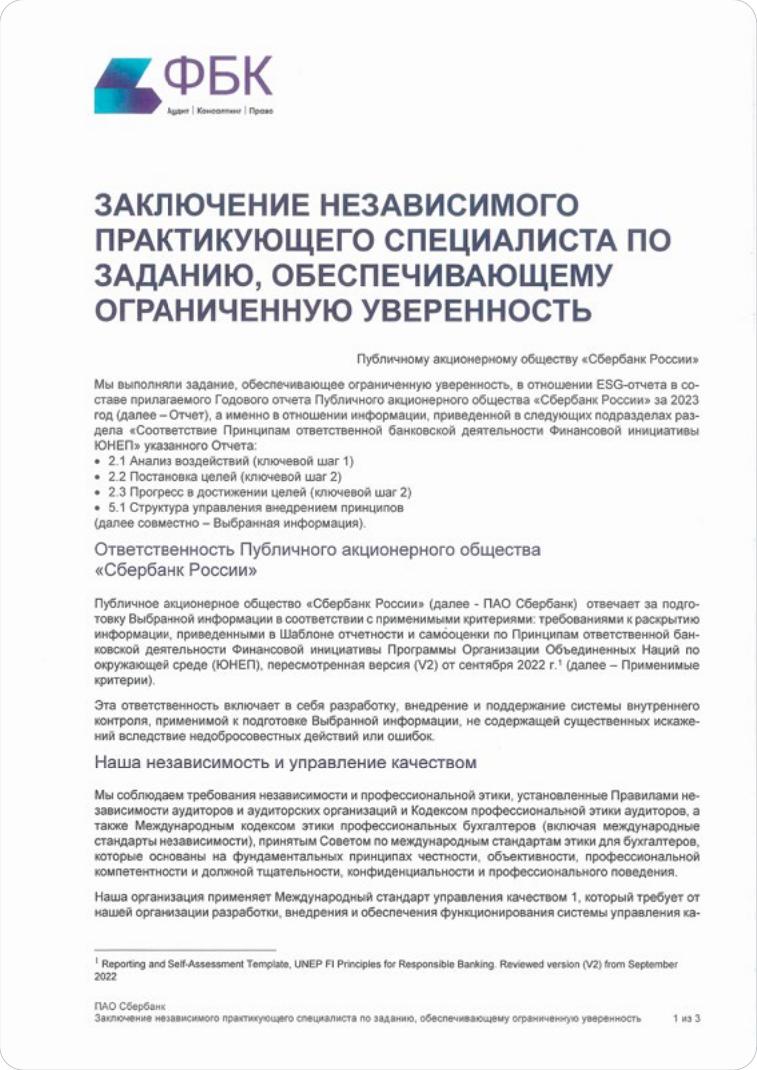 ФБК
Аудит | Консалтинг | Право
ЗАКЛЮЧЕНИЕ НЕЗАВИСИМОГО
ПРАКТИКУЮЩЕГО СПЕЦИАЛИСТА ПО
ЗАДАНИЮ, ОБЕСПЕЧИВАЮЩЕМУ
ОГРАНИЧЕННУЮ УВЕРЕННОСТЬ
Публичному акционерному обществу «Сбербанк России»
Мы выполняли задание, обеспечивающее ограниченную уверенность, в отношении ESG-отчета в со-
ставе прилагаемого Годового отчета Публичного акционерного общества «Сбербанк России» за 2023
год (далее – Отчет), а именно в отношении информации, приведенной в следующих подразделах раз-
дела «Соответствие Принципам ответственной банковской деятельности Финансовой инициативы
ЮНЕП» указанного Отчета:
• 2.1 Анализ воздействий (ключевой шаг 1)
• 2.2 Постановка целей (ключевой шаг 2)
• 2.3 Прогресс в достижении целей (ключевой шаг 2)
• 5.1 Структура управления внедрением принципов
(далее совместно – Выбранная информация).
Ответственность Публичного акционерного общества
«Сбербанк России»
Публичное акционерное общество «Сбербанк России» (далее - ПАО Сбербанк) отвечает за подго-
товку Выбранной информации в соответствии с применимыми критериями: требованиями к раскрытию
информации, приведенными в Шаблоне отчетности и самооценки по Принципам ответственной бан-
ковской деятельности Финансовой инициативы Программы Организации Объединенных Наций по
окружающей среде (ЮНЕП), пересмотренная версия (V2) от сентября 2022 г.¹ (далее – Применимые
критерии).
Эта ответственность включает в себя разработку, внедрение и поддержание системы внутреннего
контроля, применимой к подготовке Выбранной информации, не содержащей существенных искаже-
ний вследствие недобросовестных действий или ошибок.
Наша независимость и управление качеством
Мы соблюдаем требования независимости и профессиональной этики, установленные Правилами не-
зависимости аудиторов и аудиторских организаций и Кодексом профессиональной этики аудиторов, а
также Международным кодексом этики профессиональных бухгалтеров (включая международные
стандарты независимости), принятым Советом по международным стандартам этики для бухгалтеров,
которые основаны на фундаментальных принципах честности, объективности, профессиональной
компетентности и должной тщательности, конфиденциальности и профессионального поведения.
Наша организация применяет Международный стандарт управления качеством 1, который требует от
нашей организации разработки, внедрения и обеспечения функционирования системы управления ка-
¹ Reporting and Self-Assessment Template, UNEP FI Principles for Responsible Banking. Reviewed version (V2) from September
2022
ПАО Сбербанк
Заключение независимого практикующего специалиста по заданию, обеспечивающему ограниченную уверенность 1 из 3